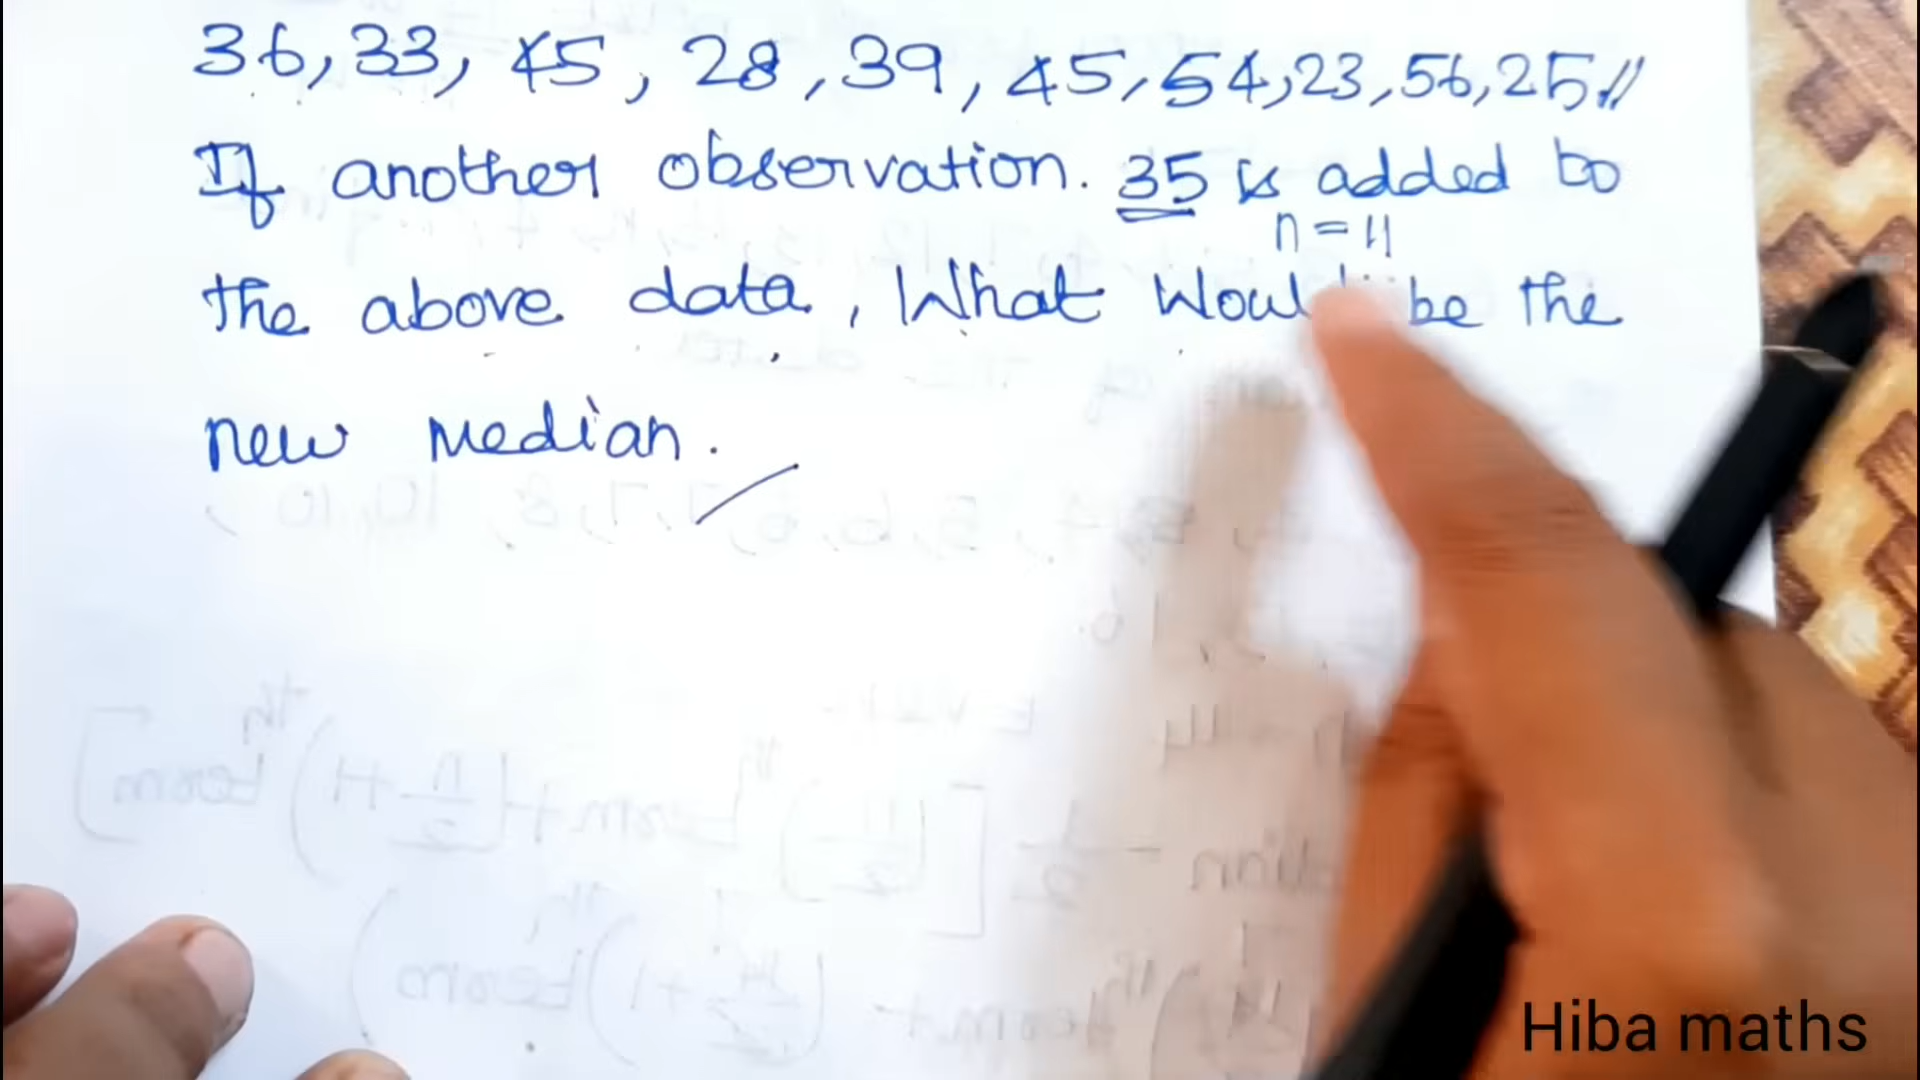 36, 33, 45, 28, 39, 45, 54, 23, 56, 25//
If another observation. 35 is added to
n = 11
the above data, What Would be the
new median.
Hiba maths